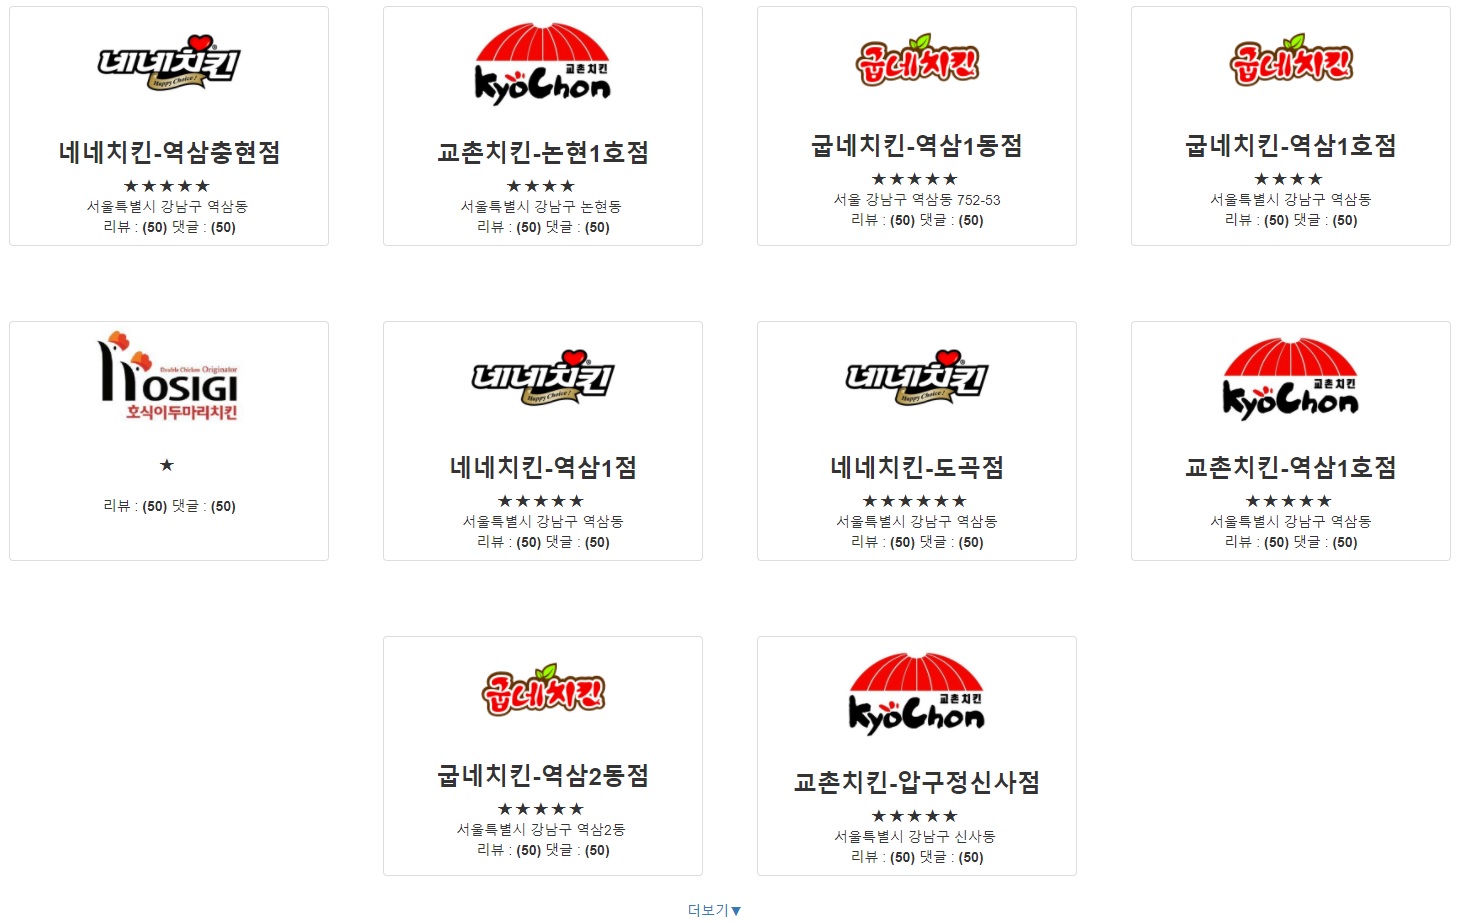 네네치킨
Happy Choice!
네네치킨-역삼충현점
★★★★★
서울특별시 강남구 역삼동
리뷰 : (50) 댓글 : (50)
교촌치킨
KyoChon
교촌치킨-논현1호점
★★★★
서울특별시 강남구 논현동
리뷰 : (50) 댓글 : (50)
굽네치킨
굽네치킨-역삼1동점
★★★★★
서울 강남구 역삼동 752-53
리뷰 : (50) 댓글 : (50)
굽네치킨
굽네치킨-역삼1호점
★★★★
서울특별시 강남구 역삼동
리뷰 : (50) 댓글 : (50)
Double Chicken Originator
HOSIGI
호식이두마리치킨
★
리뷰 : (50) 댓글 : (50)
네네치킨
Happy Choice!
네네치킨-역삼1점
★★★★★
서울특별시 강남구 역삼동
리뷰 : (50) 댓글 : (50)
네네치킨
Happy Choice!
네네치킨-도곡점
★★★★★★
서울특별시 강남구 역삼동
리뷰 : (50) 댓글 : (50)
교촌치킨
KyoChon
교촌치킨-역삼1호점
★★★★★
서울특별시 강남구 역삼동
리뷰 : (50) 댓글 : (50)
굽네치킨
굽네치킨-역삼2동점
★★★★★
서울특별시 강남구 역삼2동
리뷰 : (50) 댓글 : (50)
교촌치킨
KyoChon
교촌치킨-압구정신사점
★★★★★
서울특별시 강남구 신사동
리뷰 : (50) 댓글 : (50)
더보기▼